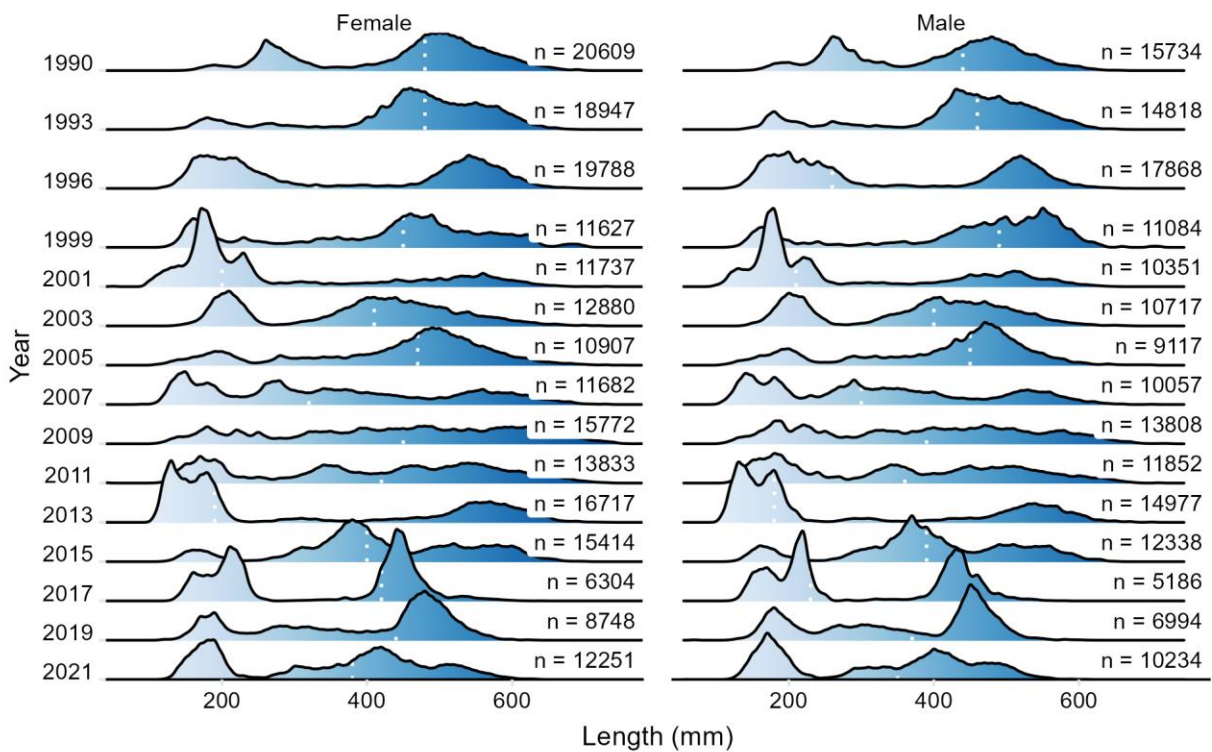 Female Male
1990 n = 20609 n = 15734
1993 n = 18947 n = 14818
1996 n = 19788 n = 17868
1999 n = 11627 n = 11084
2001 n = 11737 n = 10351
2003 n = 12880 n = 10717
2005 n = 10907 n = 9117
2007 n = 11682 n = 10057
2009 n = 15772 n = 13808
2011 n = 13833 n = 11852
2013 n = 16717 n = 14977
2015 n = 15414 n = 12338
2017 n = 6304 n = 5186
2019 n = 8748 n = 6994
2021 n = 12251 n = 10234
200 400 600 200 400 600
Length (mm)
Year